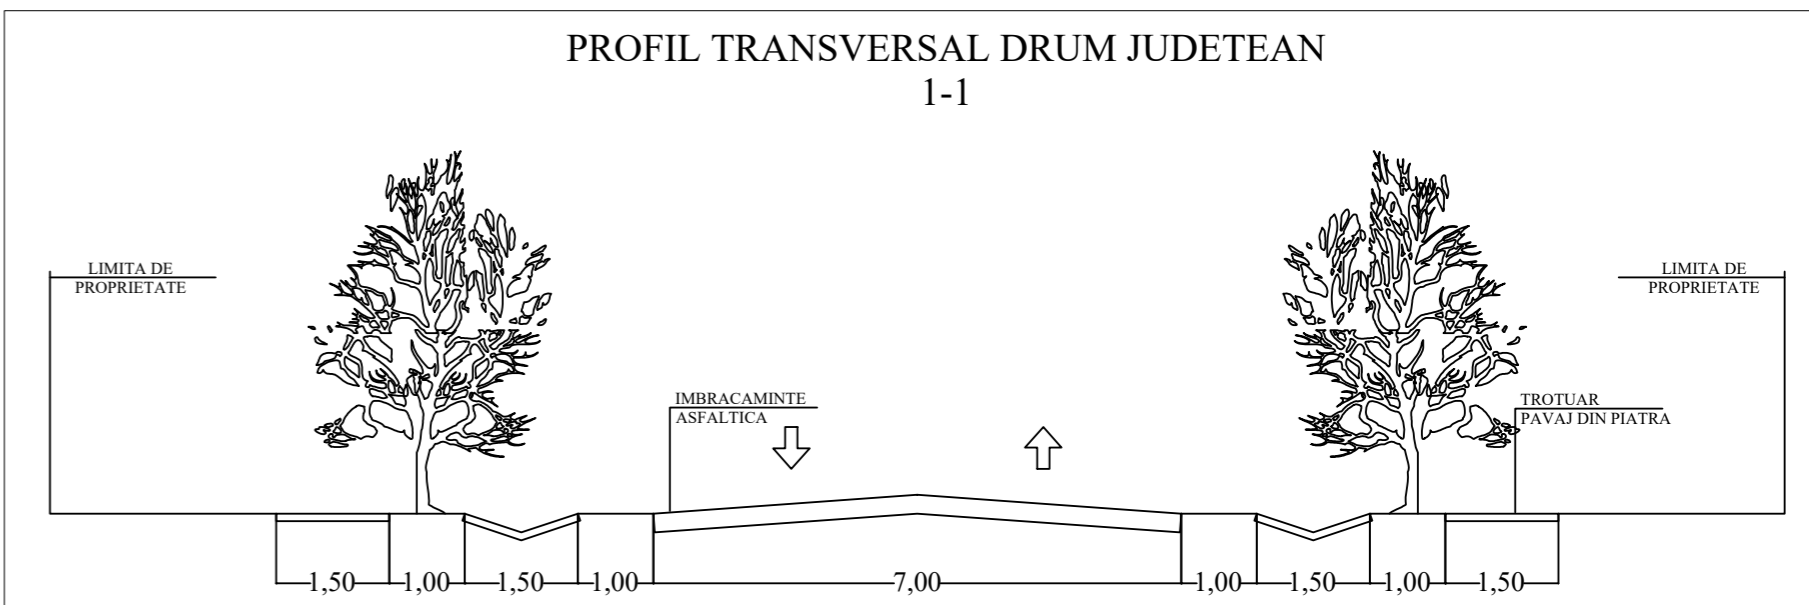 PROFIL TRANSVERSAL DRUM JUDETEAN
1-1
LIMITA DE
PROPRIETATE
LIMITA DE
PROPRIETATE
IMBRACAMINTE
ASFALTICA
TROTUAR
PAVAJ DIN PIATRA
1,50 1,00 1,50 1,00 7,00 1,00 1,50 1,00 1,50